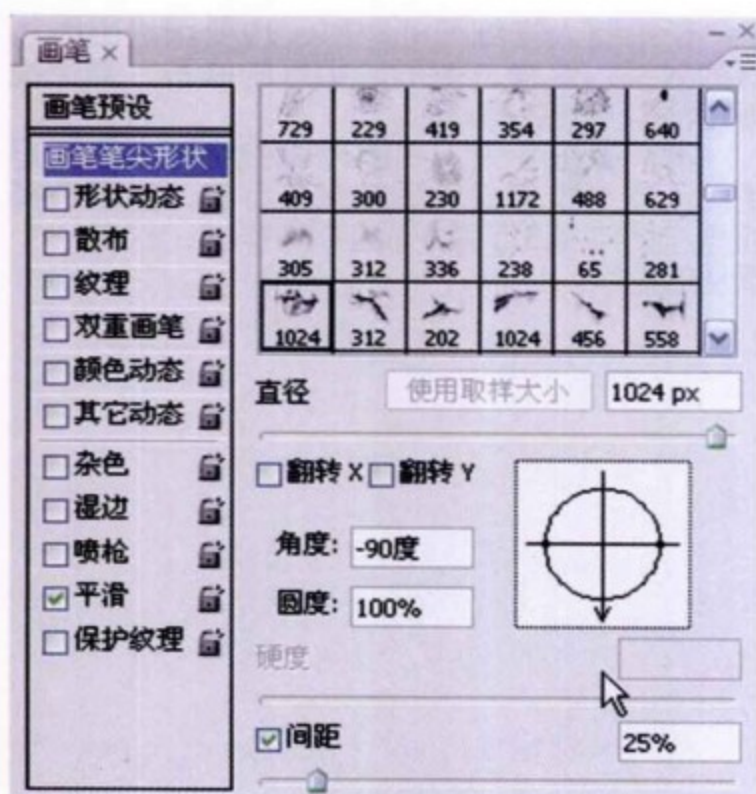 画笔 ×
画笔预设
画笔笔尖形状
形状动态
散布
纹理
双重画笔
颜色动态
其它动态
杂色
湿边
喷枪
平滑
保护纹理
729 229 419 354 297 640
409 300 230 1172 488 629
305 312 336 238 65 281
1024 312 202 1024 456 558
直径 使用取样大小 1024 px
翻转 X 翻转 Y
角度: -90度
圆度: 100%
硬度
间距 25%